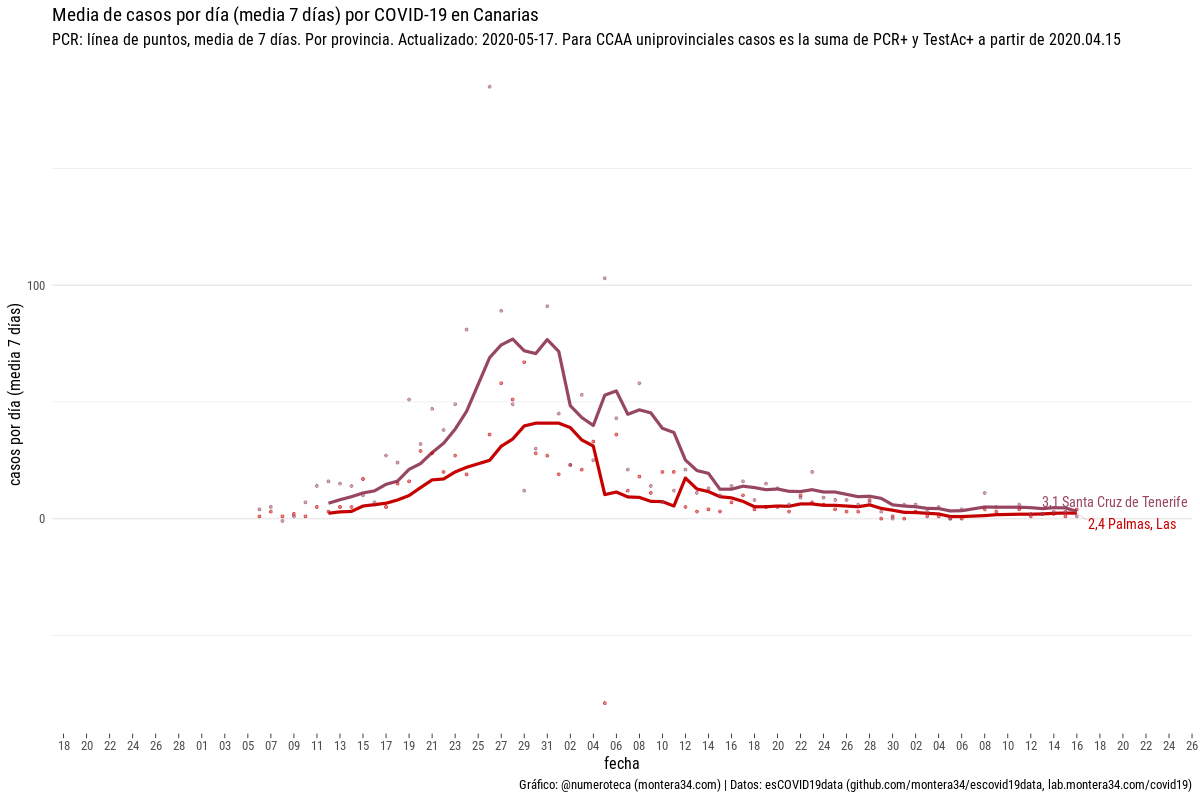 Media de casos por día (media 7 días) por COVID-19 en Canarias
PCR: línea de puntos, media de 7 días. Por provincia. Actualizado: 2020-05-17. Para CCAA uniprovinciales casos es la suma de PCR+ y TestAc+ a partir de 2020.04.15
casos por día (media 7 días)
100
0
3,1 Santa Cruz de Tenerife
2,4 Palmas, Las
18 20 22 24 26 28 01 03 05 07 09 11 13 15 17 19 21 23 25 27 29 31 02 04 06 08 10 12 14 16 18 20 22 24 26 28 30 02 04 06 08 10 12 14 16 18 20 22 24 26
fecha
Gráfico: @numeroteca (montera34.com) | Datos: esCOVID19data (github.com/montera34/escovid19data, lab.montera34.com/covid19)